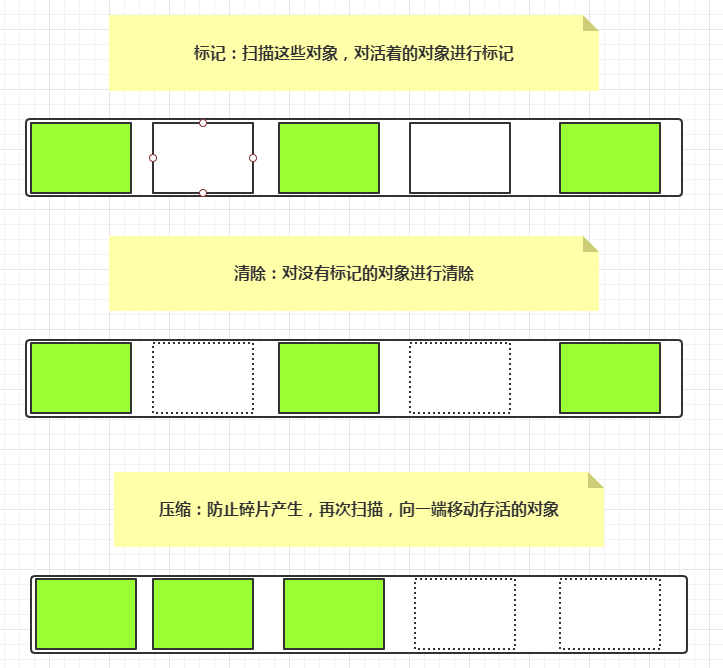 标记：扫描这些对象，对活着的对象进行标记
清除：对没有标记的对象进行清除
压缩：防止碎片产生，再次扫描，向一端移动存活的对象